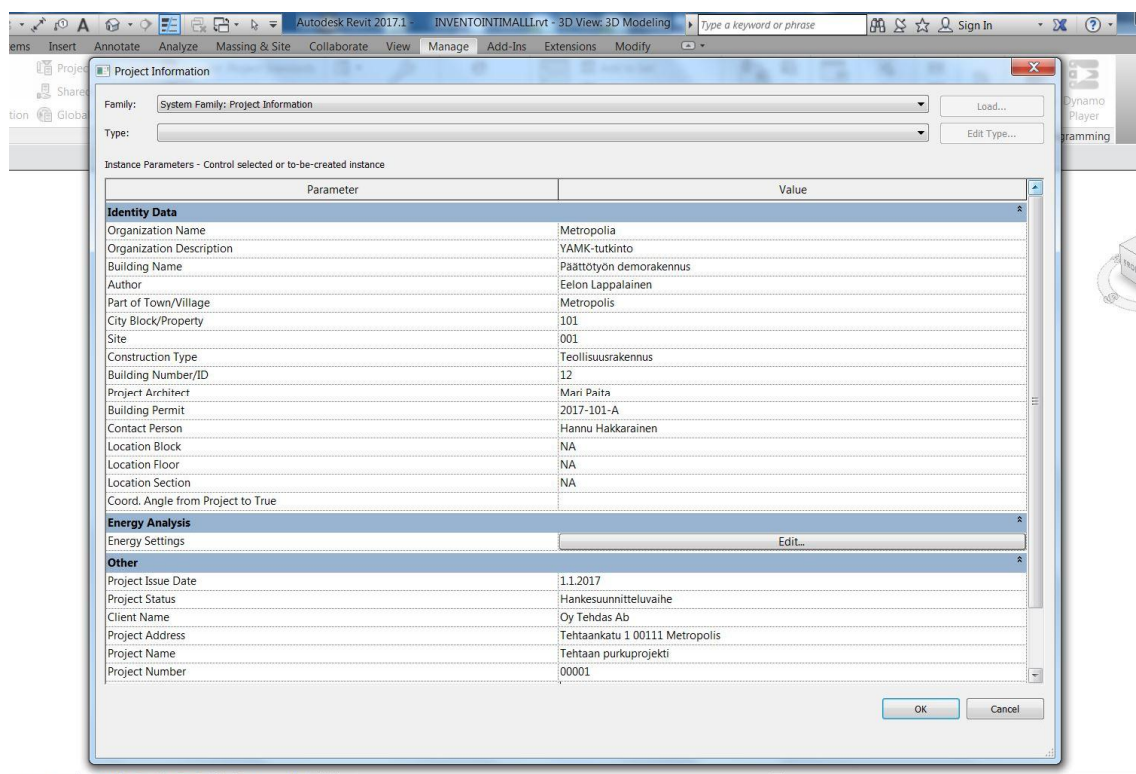 Autodesk Revit 2017.1 - INVENTOINTIMALLI.rvt - 3D View: 3D Modeling Type a keyword or phrase Sign In
ems Insert Annotate Analyze Massing & Site Collaborate View Manage Add-Ins Extensions Modify
Project Information
Family: System Family: Project Information Load...
Type: Edit Type...
Dynamo
Player
Instance Parameters - Control selected or to-be-created instance
Parameter Value
Identity Data
Organization Name Metropolia
Organization Description YAMK-tutkinto
Building Name Päättötyön demorakennus
Author Eelon Lappalainen
Part of Town/Village Metropolis
City Block/Property 101
Site 001
Construction Type Teollisuusrakennus
Building Number/ID 12
Project Architect Mari Paita
Building Permit 2017-101-A
Contact Person Hannu Hakkarainen
Location Block NA
Location Floor NA
Location Section NA
Coord. Angle from Project to True
Energy Analysis
Energy Settings Edit...
Other
Project Issue Date 1.1.2017
Project Status Hankesuunnitteluvaihe
Client Name Oy Tehdas Ab
Project Address Tehtaankatu 1 00111 Metropolis
Project Name Tehtaan purkuprojekti
Project Number 00001
OK Cancel